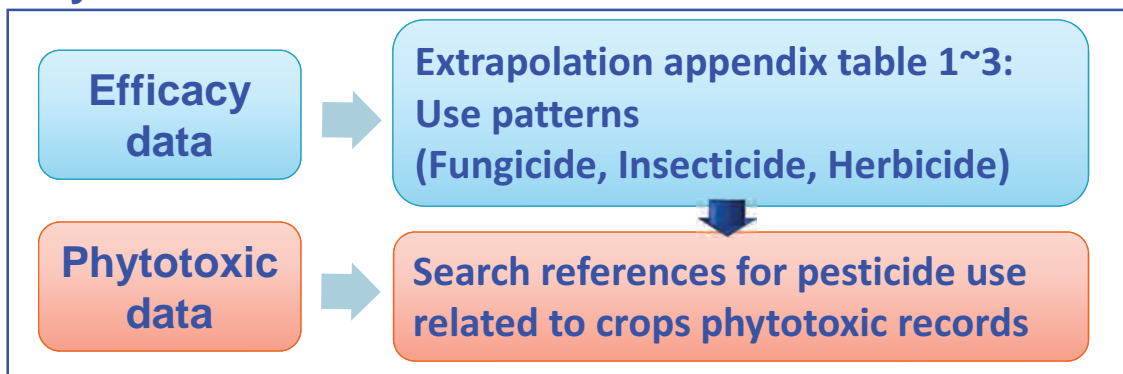 Efficacy
data
Extrapolation appendix table 1~3:
Use patterns
(Fungicide, Insecticide, Herbicide)
Phytotoxic
data
Search references for pesticide use
related to crops phytotoxic records